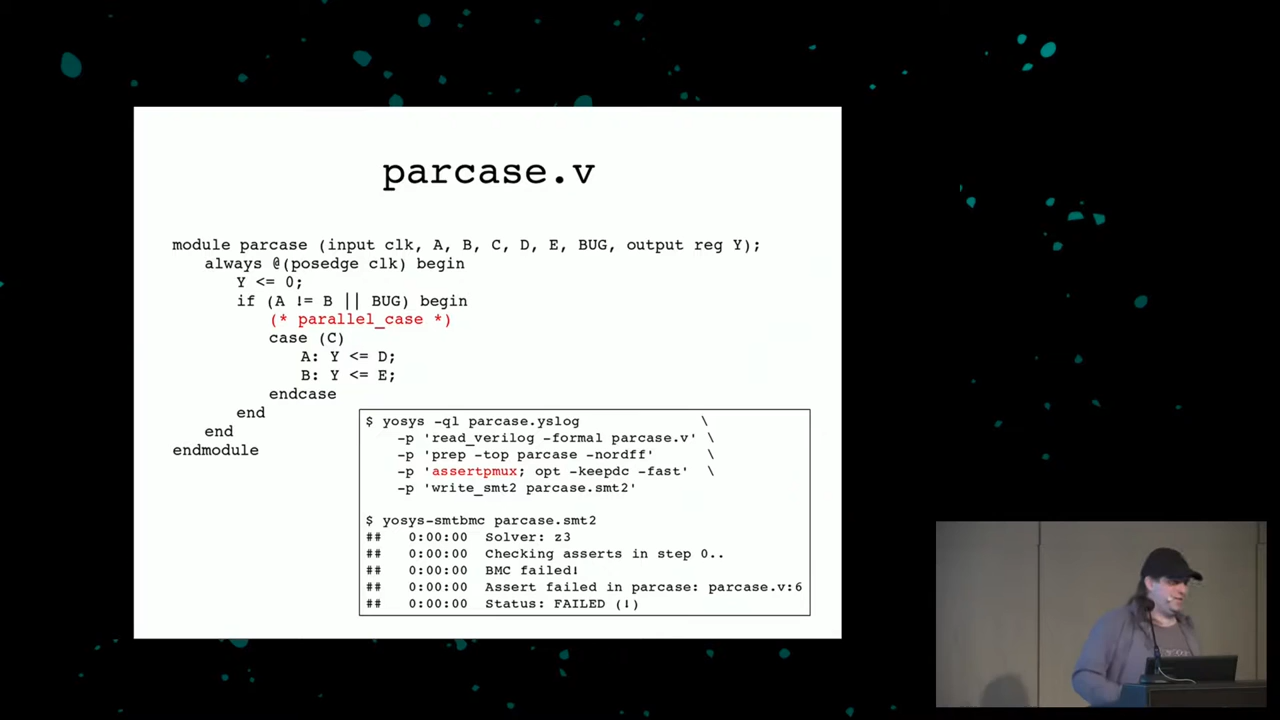 parcase.v
module parcase (input clk, A, B, C, D, E, BUG, output reg Y);
always @(posedge clk) begin
Y <= 0;
if (A != B || BUG) begin
(* parallel_case *)
case (C)
A: Y <= D;
B: Y <= E;
endcase
end
end
endmodule
$ yosys -ql parcase.yslog \
-p 'read_verilog -formal parcase.v' \
-p 'prep -top parcase -nordff' \
-p 'assertpmux; opt -keepdc -fast' \
-p 'write_smt2 parcase.smt2'
$ yosys-smtbmc parcase.smt2
## 0:00:00 Solver: z3
## 0:00:00 Checking asserts in step 0..
## 0:00:00 BMC failed!
## 0:00:00 Assert failed in parcase: parcase.v:6
## 0:00:00 Status: FAILED (!)